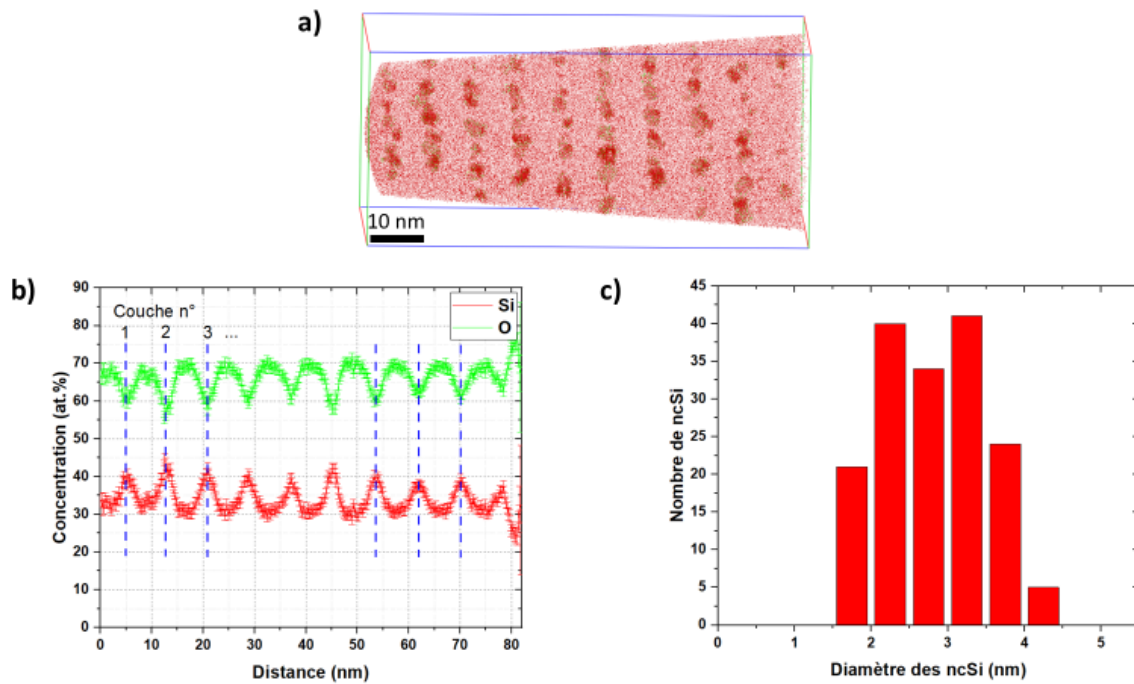 a)
10 nm
b)
90
80
70
60
50
40
30
20
10
0
Concentration (at.%)
Couche n°
1 2 3 ...
Si
O
0 10 20 30 40 50 60 70 80
Distance (nm)
c)
45
40
35
30
25
20
15
10
5
0
Nombre de ncSi
0 1 2 3 4 5
Diamètre des ncSi (nm)